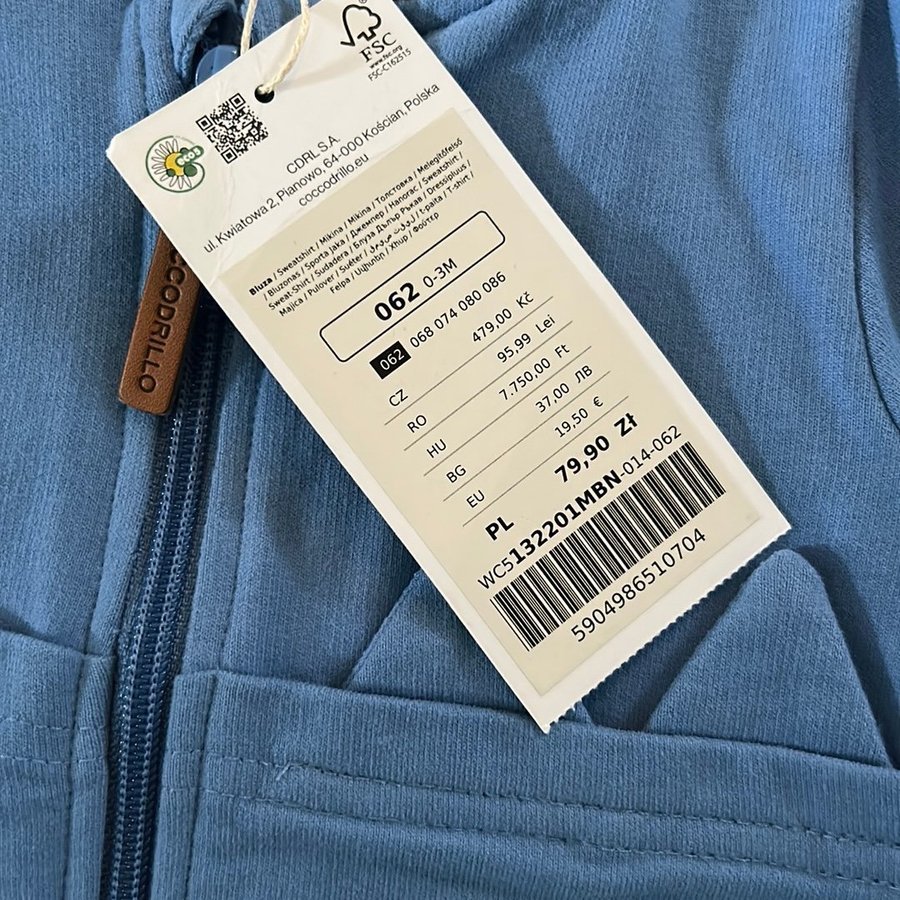 FSC
www.fsc.org
FSC-C162515
CDRL S.A.
ul. Kwiatowa 2, Pianowo, 64-000 Kościan, Polska
coccodrillo.eu
Bluza / Sweatshirt / Mikina / Mikina / Толстовка / Melegítőfelső
/ Bluzonas / Sporta Jaka / Джемпер / Hanorac / Sweatshirt /
Sweat-Shirt / Sudadera / Блуза Дълъг Ръкав / Dressipluus /
Majica / Pulover / Suéter / / t-paita / T-shirt /
Felpa / / Xhup / Φούτερ
062 0-3M
062 068 074 080 086
CZ 479,00 Kč
RO 95,99 Lei
HU 7.750,00 Ft
BG 37,00 ЛВ
EU 19,50 €
PL 79,90 Zł
WC5132201MBN-014-062
5904986510704
CCODRILLO